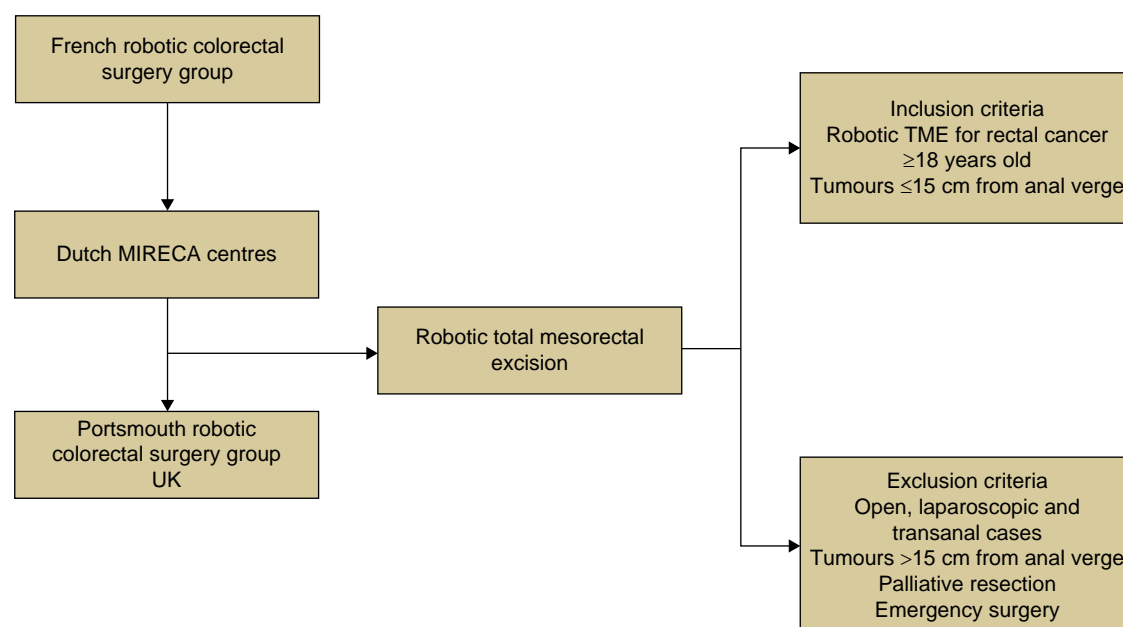 French robotic colorectal
surgery group
Dutch MIRECA centres
Portsmouth robotic
colorectal surgery group
UK
Robotic total mesorectal
excision
Inclusion criteria
Robotic TME for rectal cancer
≥18 years old
Tumours ≤15 cm from anal verge
Exclusion criteria
Open, laparoscopic and
transanal cases
Tumours >15 cm from anal verge
Palliative resection
Emergency surgery